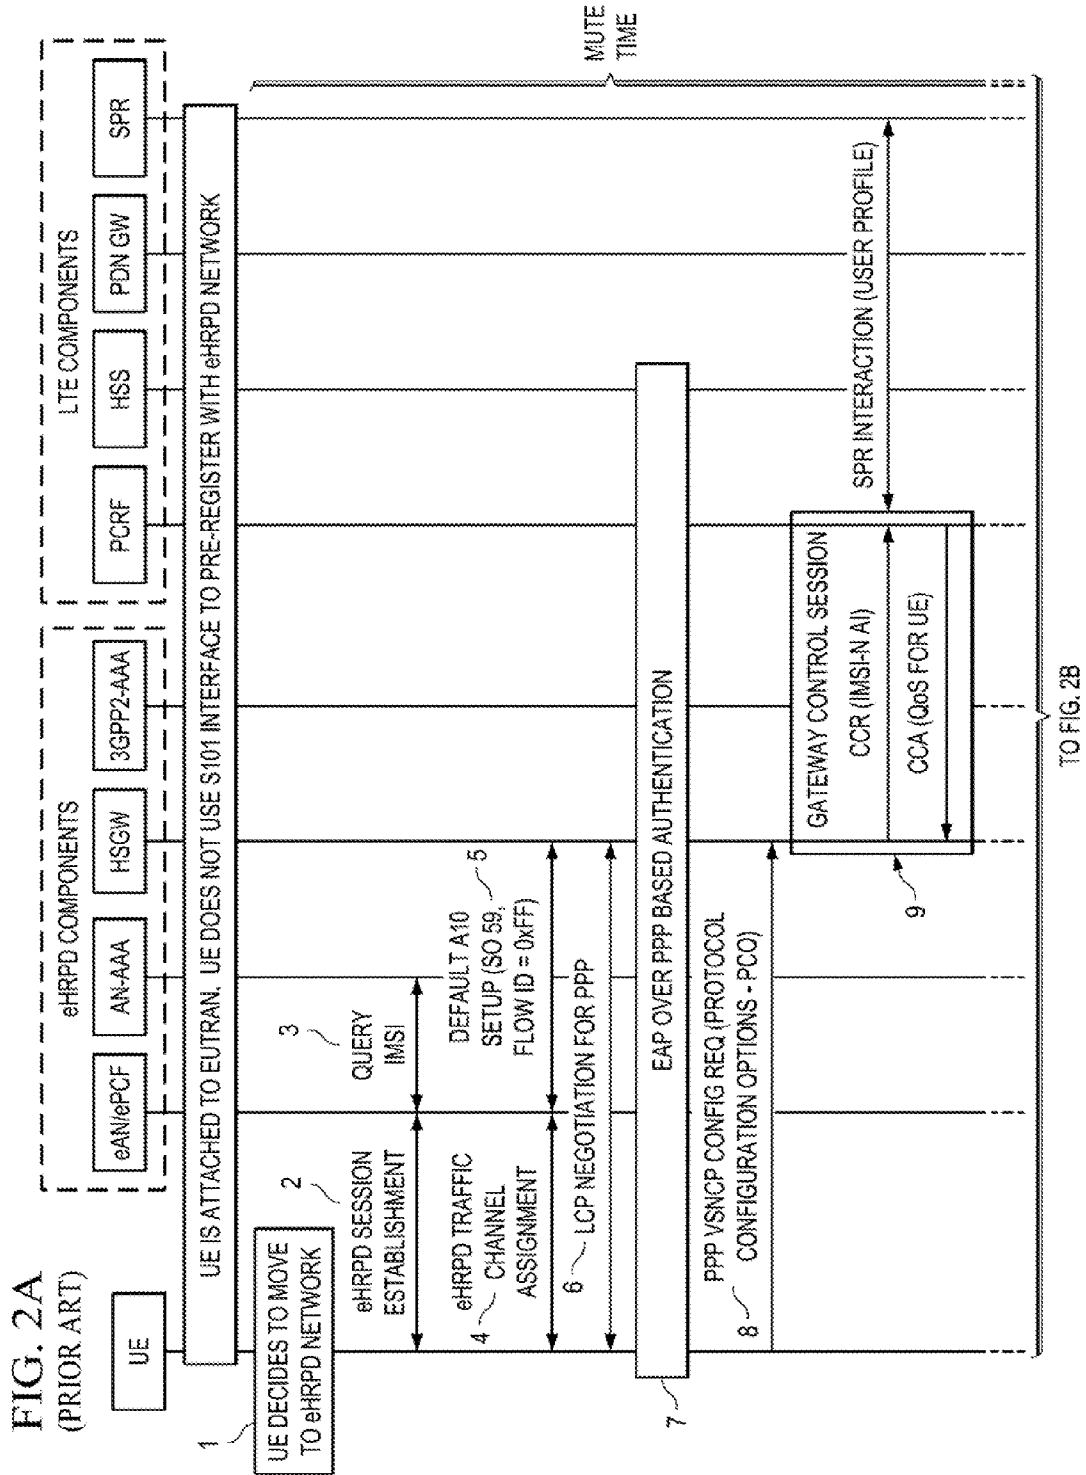 FIG. 2A
(PRIOR ART)
eHRPD COMPONENTS
LTE COMPONENTS
UE
eAN/ePCF
AN-AAA
HSGW
3GPP2-AAA
PCRF
HSS
PDN GW
SPR
UE IS ATTACHED TO EUTRAN. UE DOES NOT USE S101 INTERFACE TO PRE-REGISTER WITH eHRPD NETWORK
1
UE DECIDES TO MOVE
TO eHRPD NETWORK
2
eHRPD SESSION
ESTABLISHMENT
3
QUERY
IMSI
eHRPD TRAFFIC
4 CHANNEL
ASSIGNMENT
DEFAULT A10
SETUP (SO 59, 5
FLOW ID = 0xFF)
6 LCP NEGOTIATION FOR PPP
7
EAP OVER PPP BASED AUTHENTICATION
PPP VSNCP CONFIG REQ (PROTOCOL
8 CONFIGURATION OPTIONS - PCO)
9
GATEWAY CONTROL SESSION
CCR (IMSI-N AI)
CCA (QoS FOR UE)
SPR INTERACTION (USER PROFILE)
MUTE
TIME
TO FIG. 2B